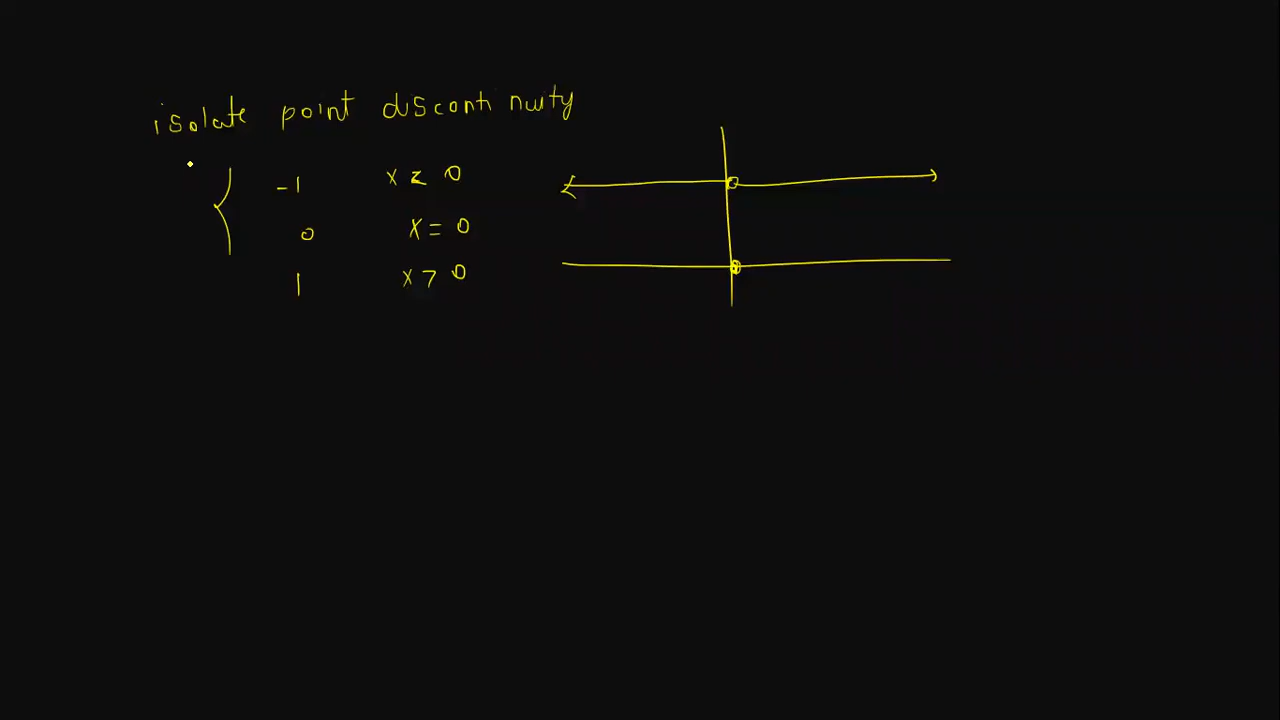 isolate point discontinuity
-1 x < 0
0 x = 0
1 x > 0